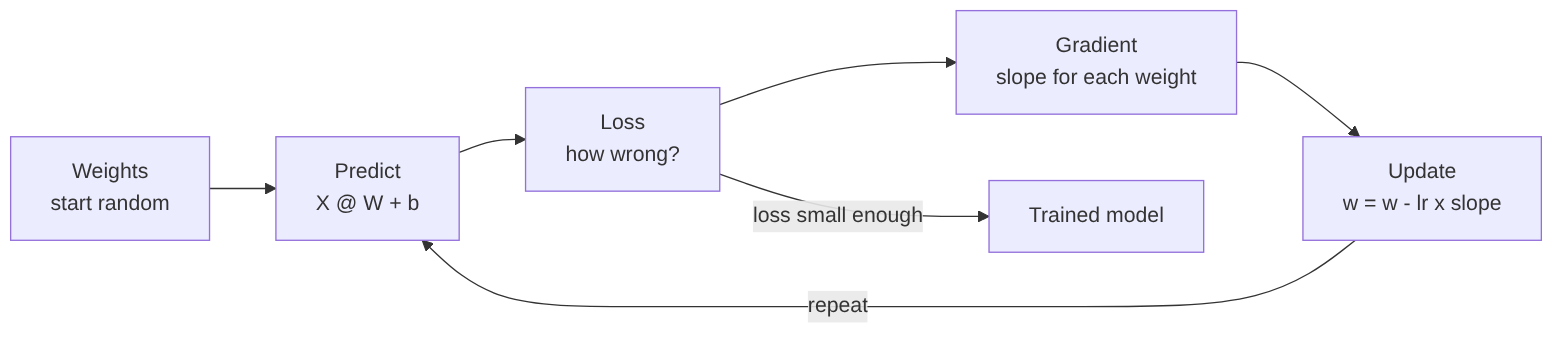 Weights
start random
Predict
X @ W + b
Loss
how wrong?
Gradient
slope for each weight
loss small enough
Trained model
Update
w = w - lr x slope
repeat